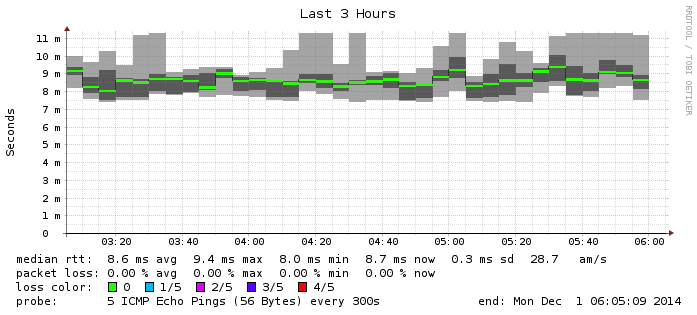 Last 3 Hours
RRDTOOL / TOBI OETIKER
Seconds
11 m
10 m
9 m
8 m
7 m
6 m
5 m
4 m
3 m
2 m
1 m
0
03:20 03:40 04:00 04:20 04:40 05:00 05:20 05:40 06:00
median rtt: 8.6 ms avg 9.4 ms max 8.0 ms min 8.7 ms now 0.3 ms sd 28.7 am/s
packet loss: 0.00 % avg 0.00 % max 0.00 % min 0.00 % now
loss color: 0 1/5 2/5 3/5 4/5
probe: 5 ICMP Echo Pings (56 Bytes) every 300s end: Mon Dec 1 06:05:09 2014